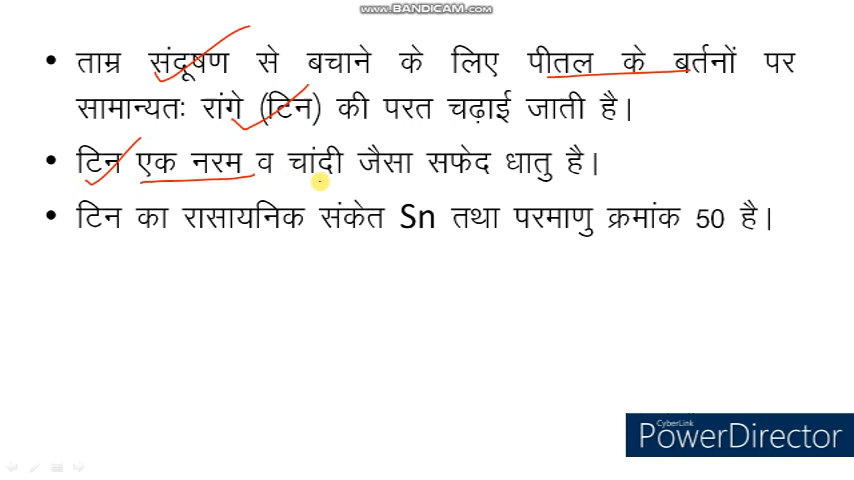 www.BANDICAM.com
• ताम्र संदूषण से बचाने के लिए पीतल के बर्तनों पर
सामान्यतः रांगे (टिन) की परत चढ़ाई जाती है।
• टिन एक नरम व चांदी जैसा सफेद धातु है।
• टिन का रासायनिक संकेत Sn तथा परमाणु क्रमांक 50 है।
CyberLink
PowerDirector